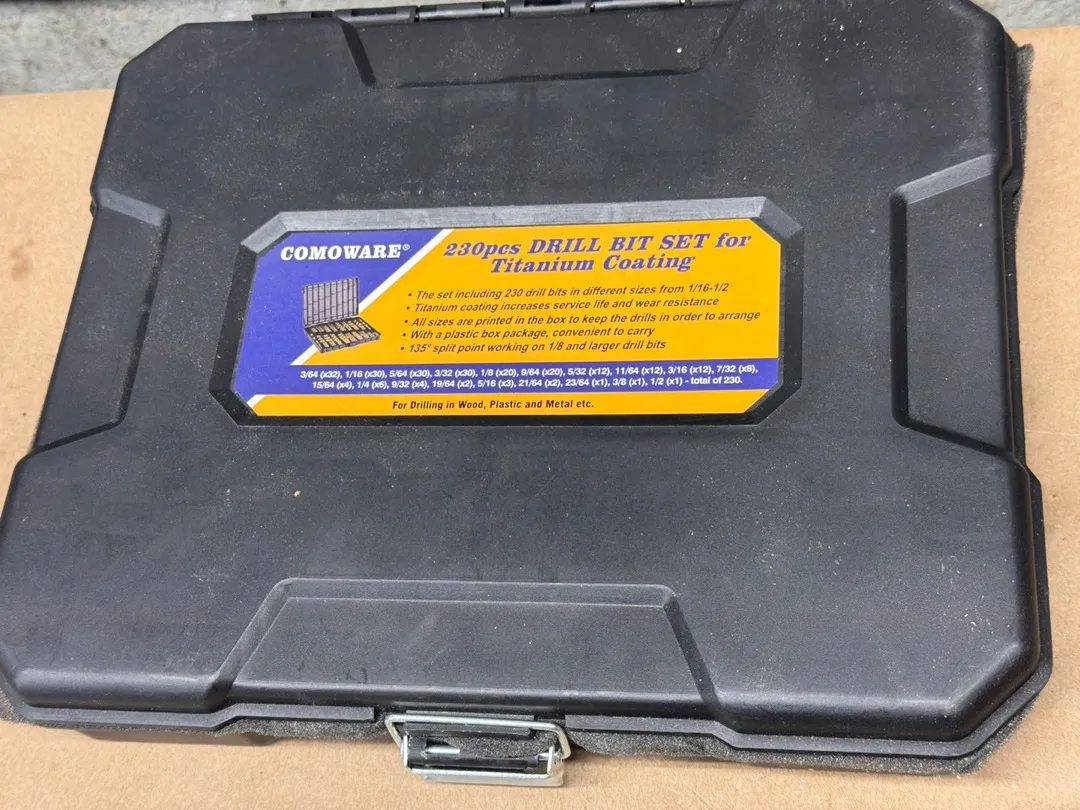 COMOWARE®
230pcs DRILL BIT SET for
Titanium Coating
• The set including 230 drill bits in different sizes from 1/16-1/2
• Titanium coating increases service life and wear resistance
• All sizes are printed in the box to keep the drills in order to arrange
• With a plastic box package, convenient to carry
• 135° split point working on 1/8 and larger drill bits
3/64 (x32), 1/16 (x30), 5/64 (x30), 3/32 (x30), 1/8 (x20), 9/64 (x20), 5/32 (x12), 11/64 (x12), 3/16 (x12), 7/32 (x8),
15/64 (x4), 1/4 (x6), 9/32 (x4), 19/64 (x2), 5/16 (x3), 21/64 (x2), 23/64 (x1), 3/8 (x1), 1/2 (x1) - total of 230.
For Drilling in Wood, Plastic and Metal etc.